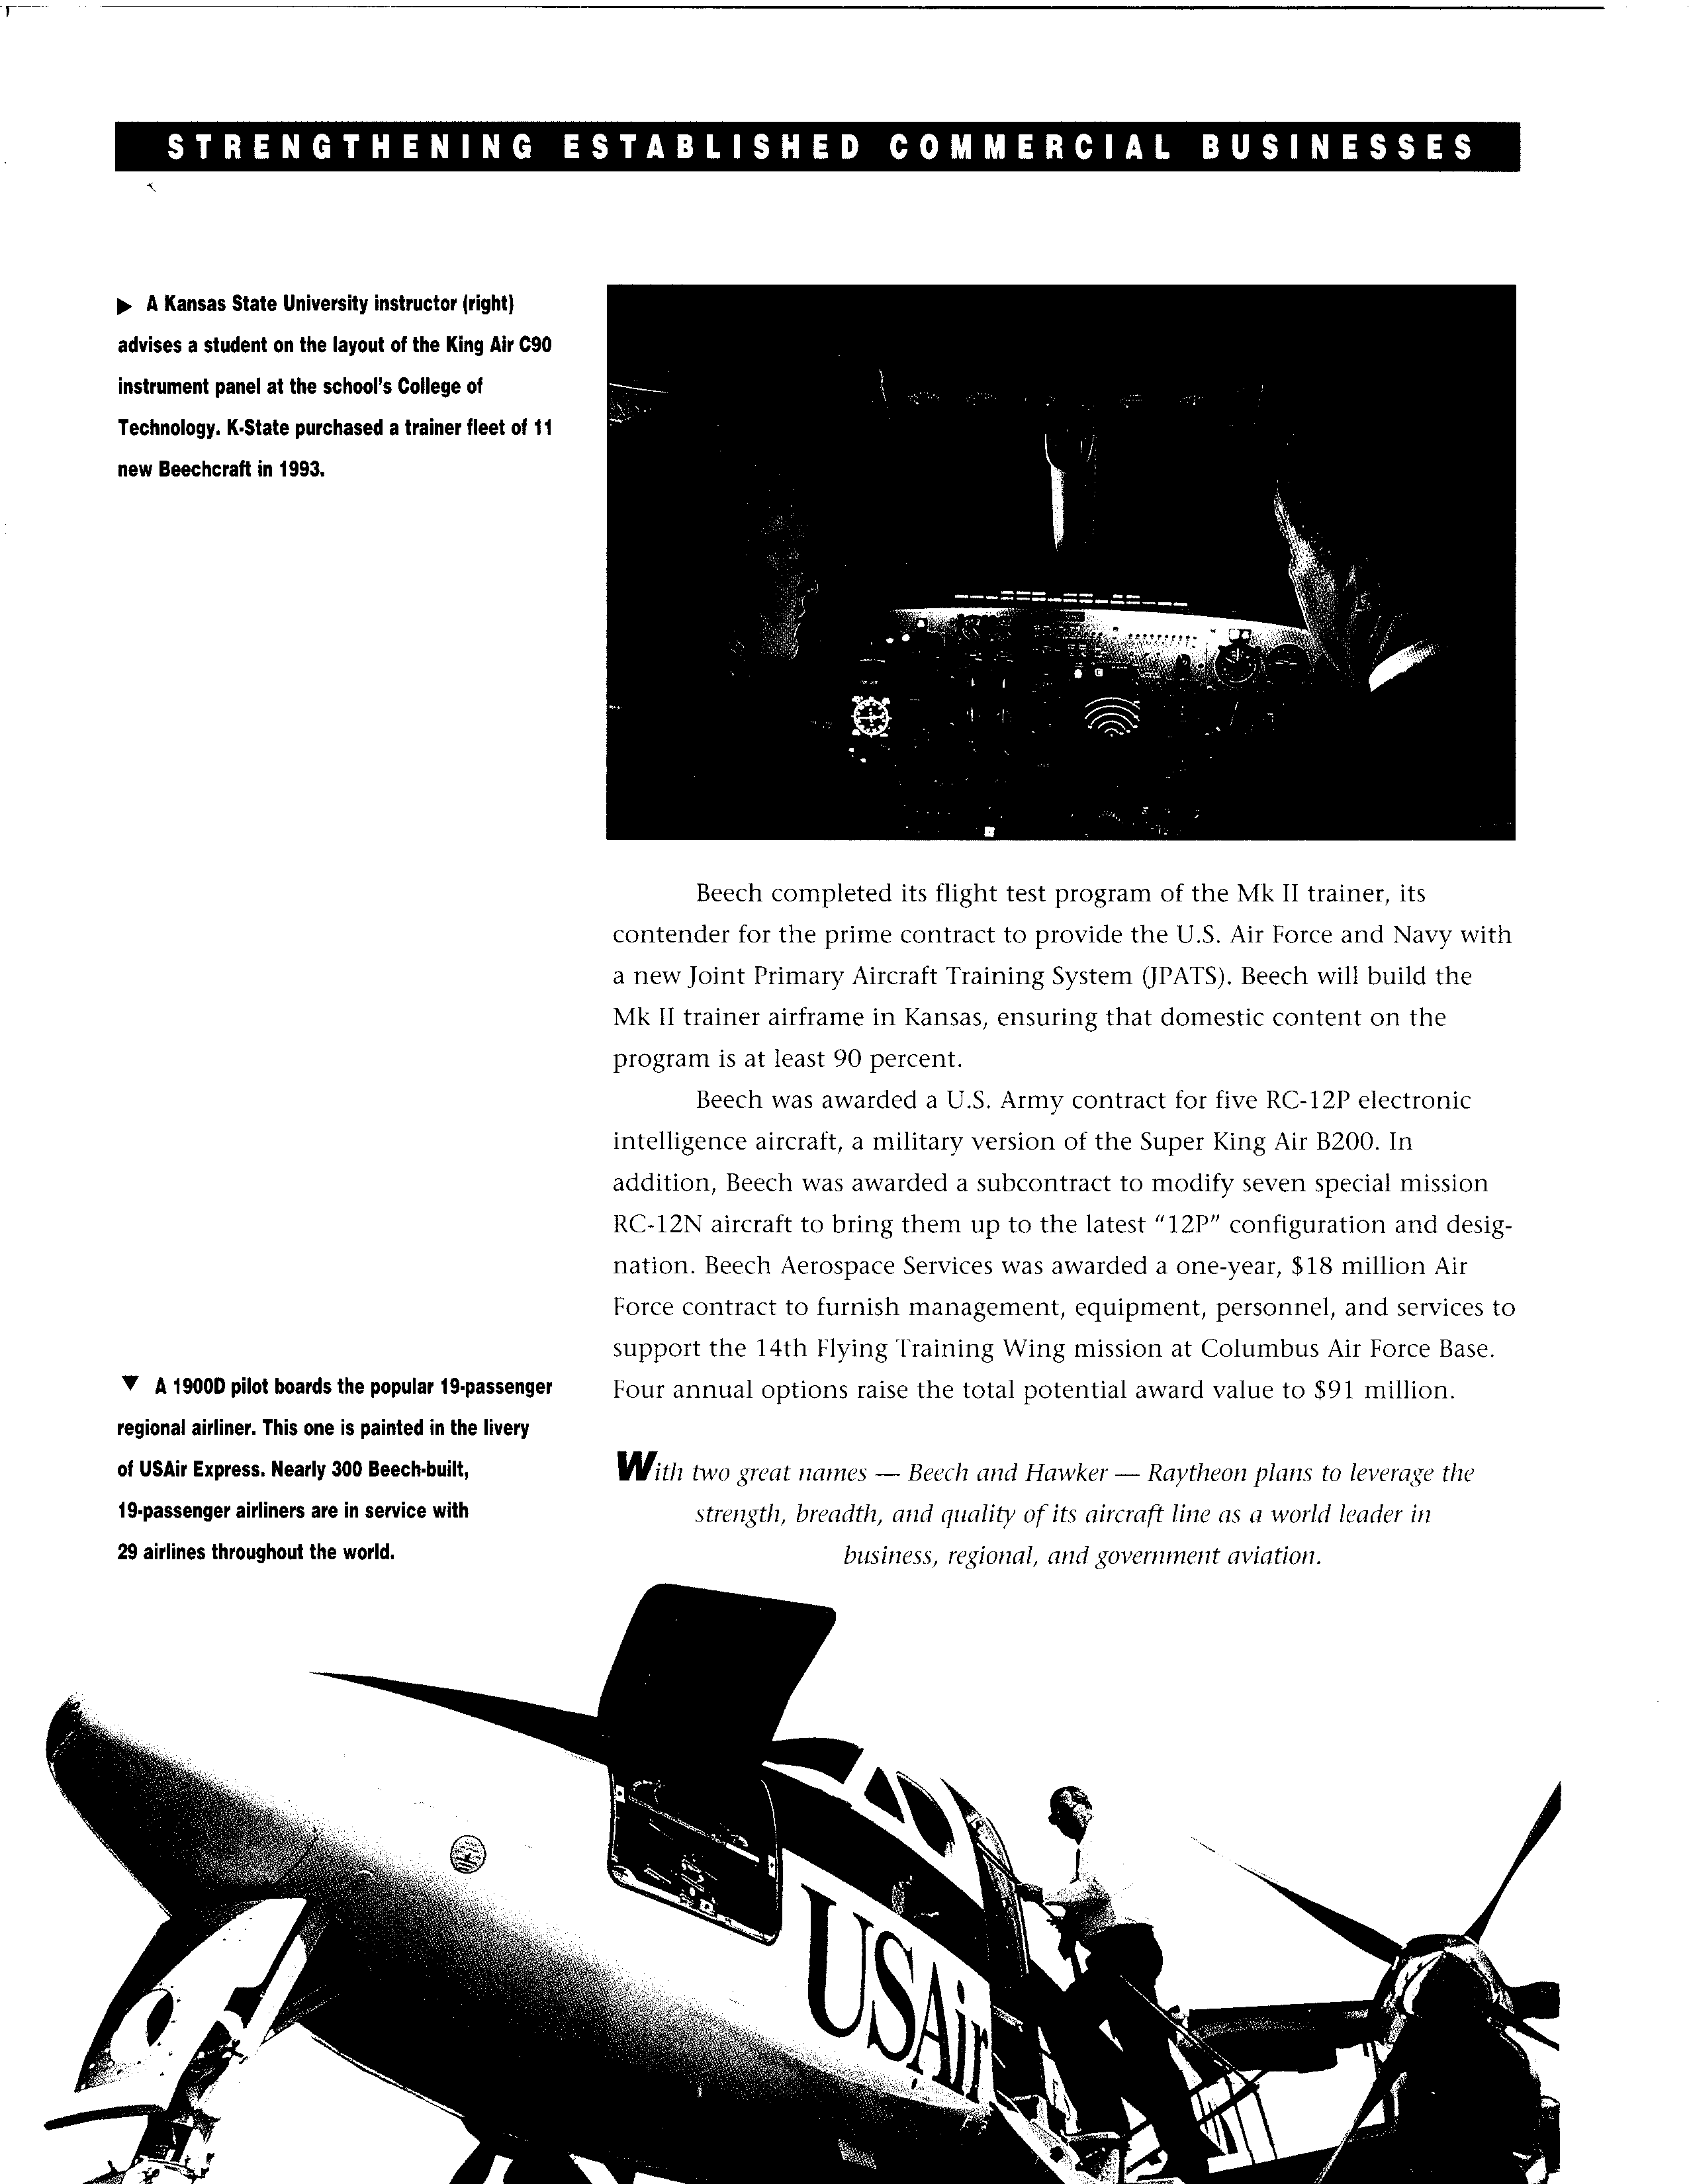 STRENGTHENING ESTABLISHED COMMERCIAL BUSINESSES
▶ A Kansas State University instructor (right)
advises a student on the layout of the King Air C90
instrument panel at the school's College of
Technology. K-State purchased a trainer fleet of 11
new Beechcraft in 1993.
Beech completed its flight test program of the Mk II trainer, its
contender for the prime contract to provide the U.S. Air Force and Navy with
a new Joint Primary Aircraft Training System (JPATS). Beech will build the
Mk II trainer airframe in Kansas, ensuring that domestic content on the
program is at least 90 percent.
Beech was awarded a U.S. Army contract for five RC-12P electronic
intelligence aircraft, a military version of the Super King Air B200. In
addition, Beech was awarded a subcontract to modify seven special mission
RC-12N aircraft to bring them up to the latest “12P” configuration and desig-
nation. Beech Aerospace Services was awarded a one-year, $18 million Air
Force contract to furnish management, equipment, personnel, and services to
support the 14th Flying Training Wing mission at Columbus Air Force Base.
Four annual options raise the total potential award value to $91 million.
▼ A 1900D pilot boards the popular 19-passenger
regional airliner. This one is painted in the livery
of USAir Express. Nearly 300 Beech-built,
19-passenger airliners are in service with
29 airlines throughout the world.
With two great names — Beech and Hawker — Raytheon plans to leverage the
strength, breadth, and quality of its aircraft line as a world leader in
business, regional, and government aviation.
USAir